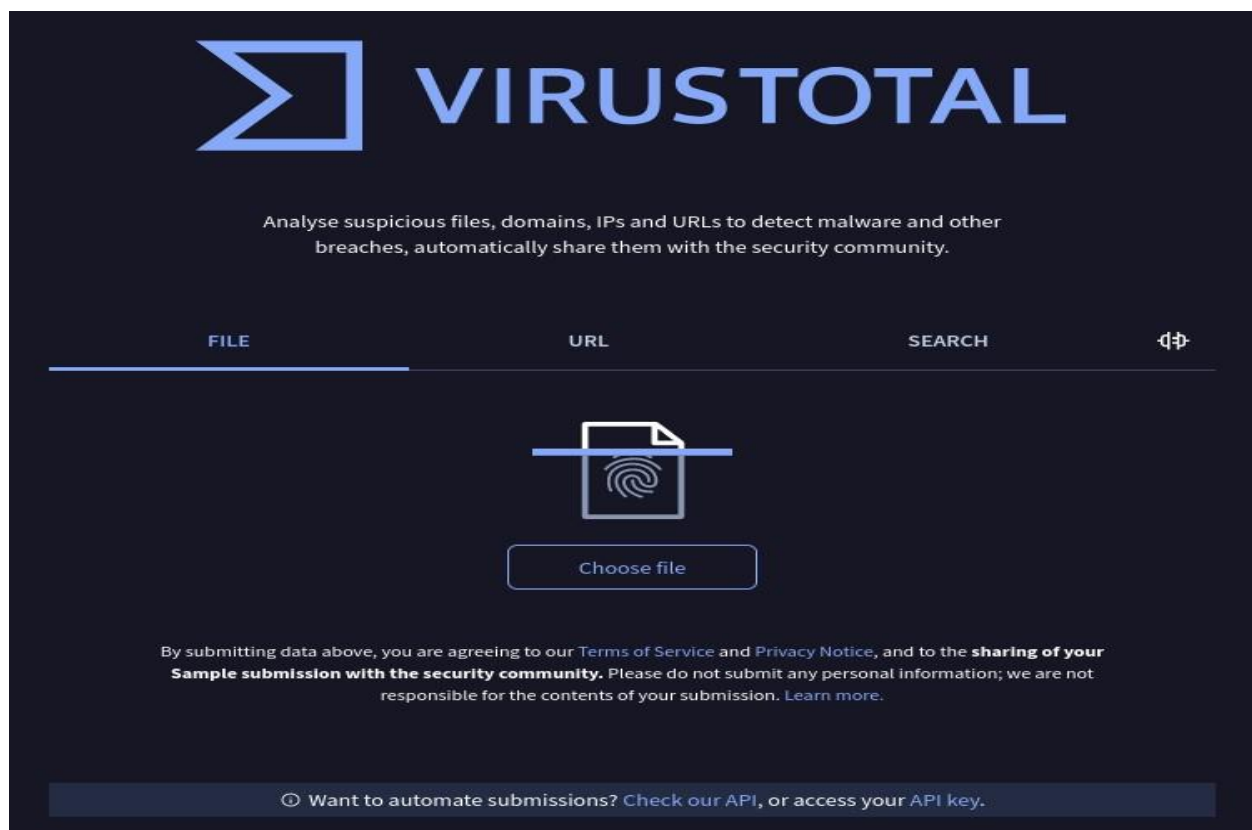 VIRUSTOTAL
Analyse suspicious files, domains, IPs and URLs to detect malware and other
breaches, automatically share them with the security community.
FILE URL SEARCH
Choose file
By submitting data above, you are agreeing to our Terms of Service and Privacy Notice, and to the sharing of your
Sample submission with the security community. Please do not submit any personal information; we are not
responsible for the contents of your submission. Learn more.
Want to automate submissions? Check our API, or access your API key.